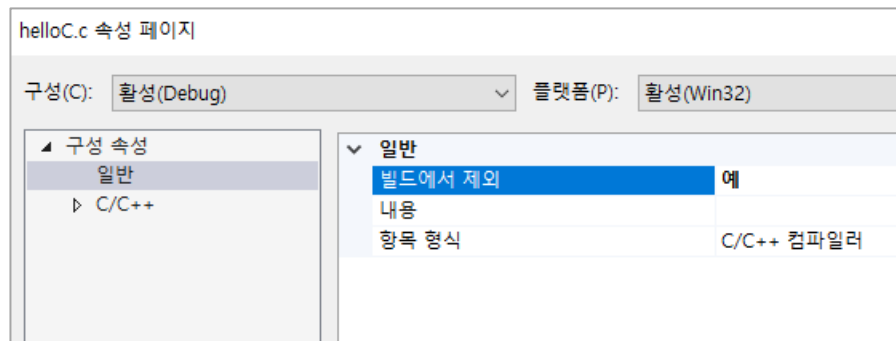 helloC.c 속성 페이지
구성(C): 활성(Debug) 플랫폼(P): 활성(Win32)
구성 속성
일반
C/C++
일반
빌드에서 제외 예
내용
항목 형식 C/C++ 컴파일러